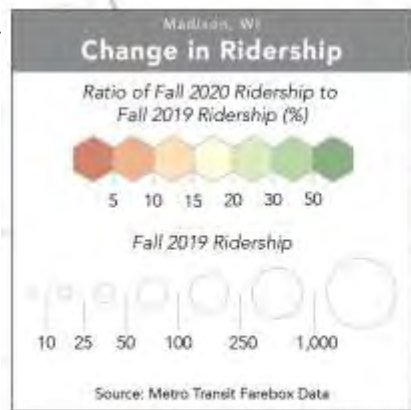 Madison, WI
Change in Ridership
Ratio of Fall 2020 Ridership to
Fall 2019 Ridership (%)
5 10 15 20 30 50
Fall 2019 Ridership
10 25 50 100 250 1,000
Source: Metro Transit Farebox Data